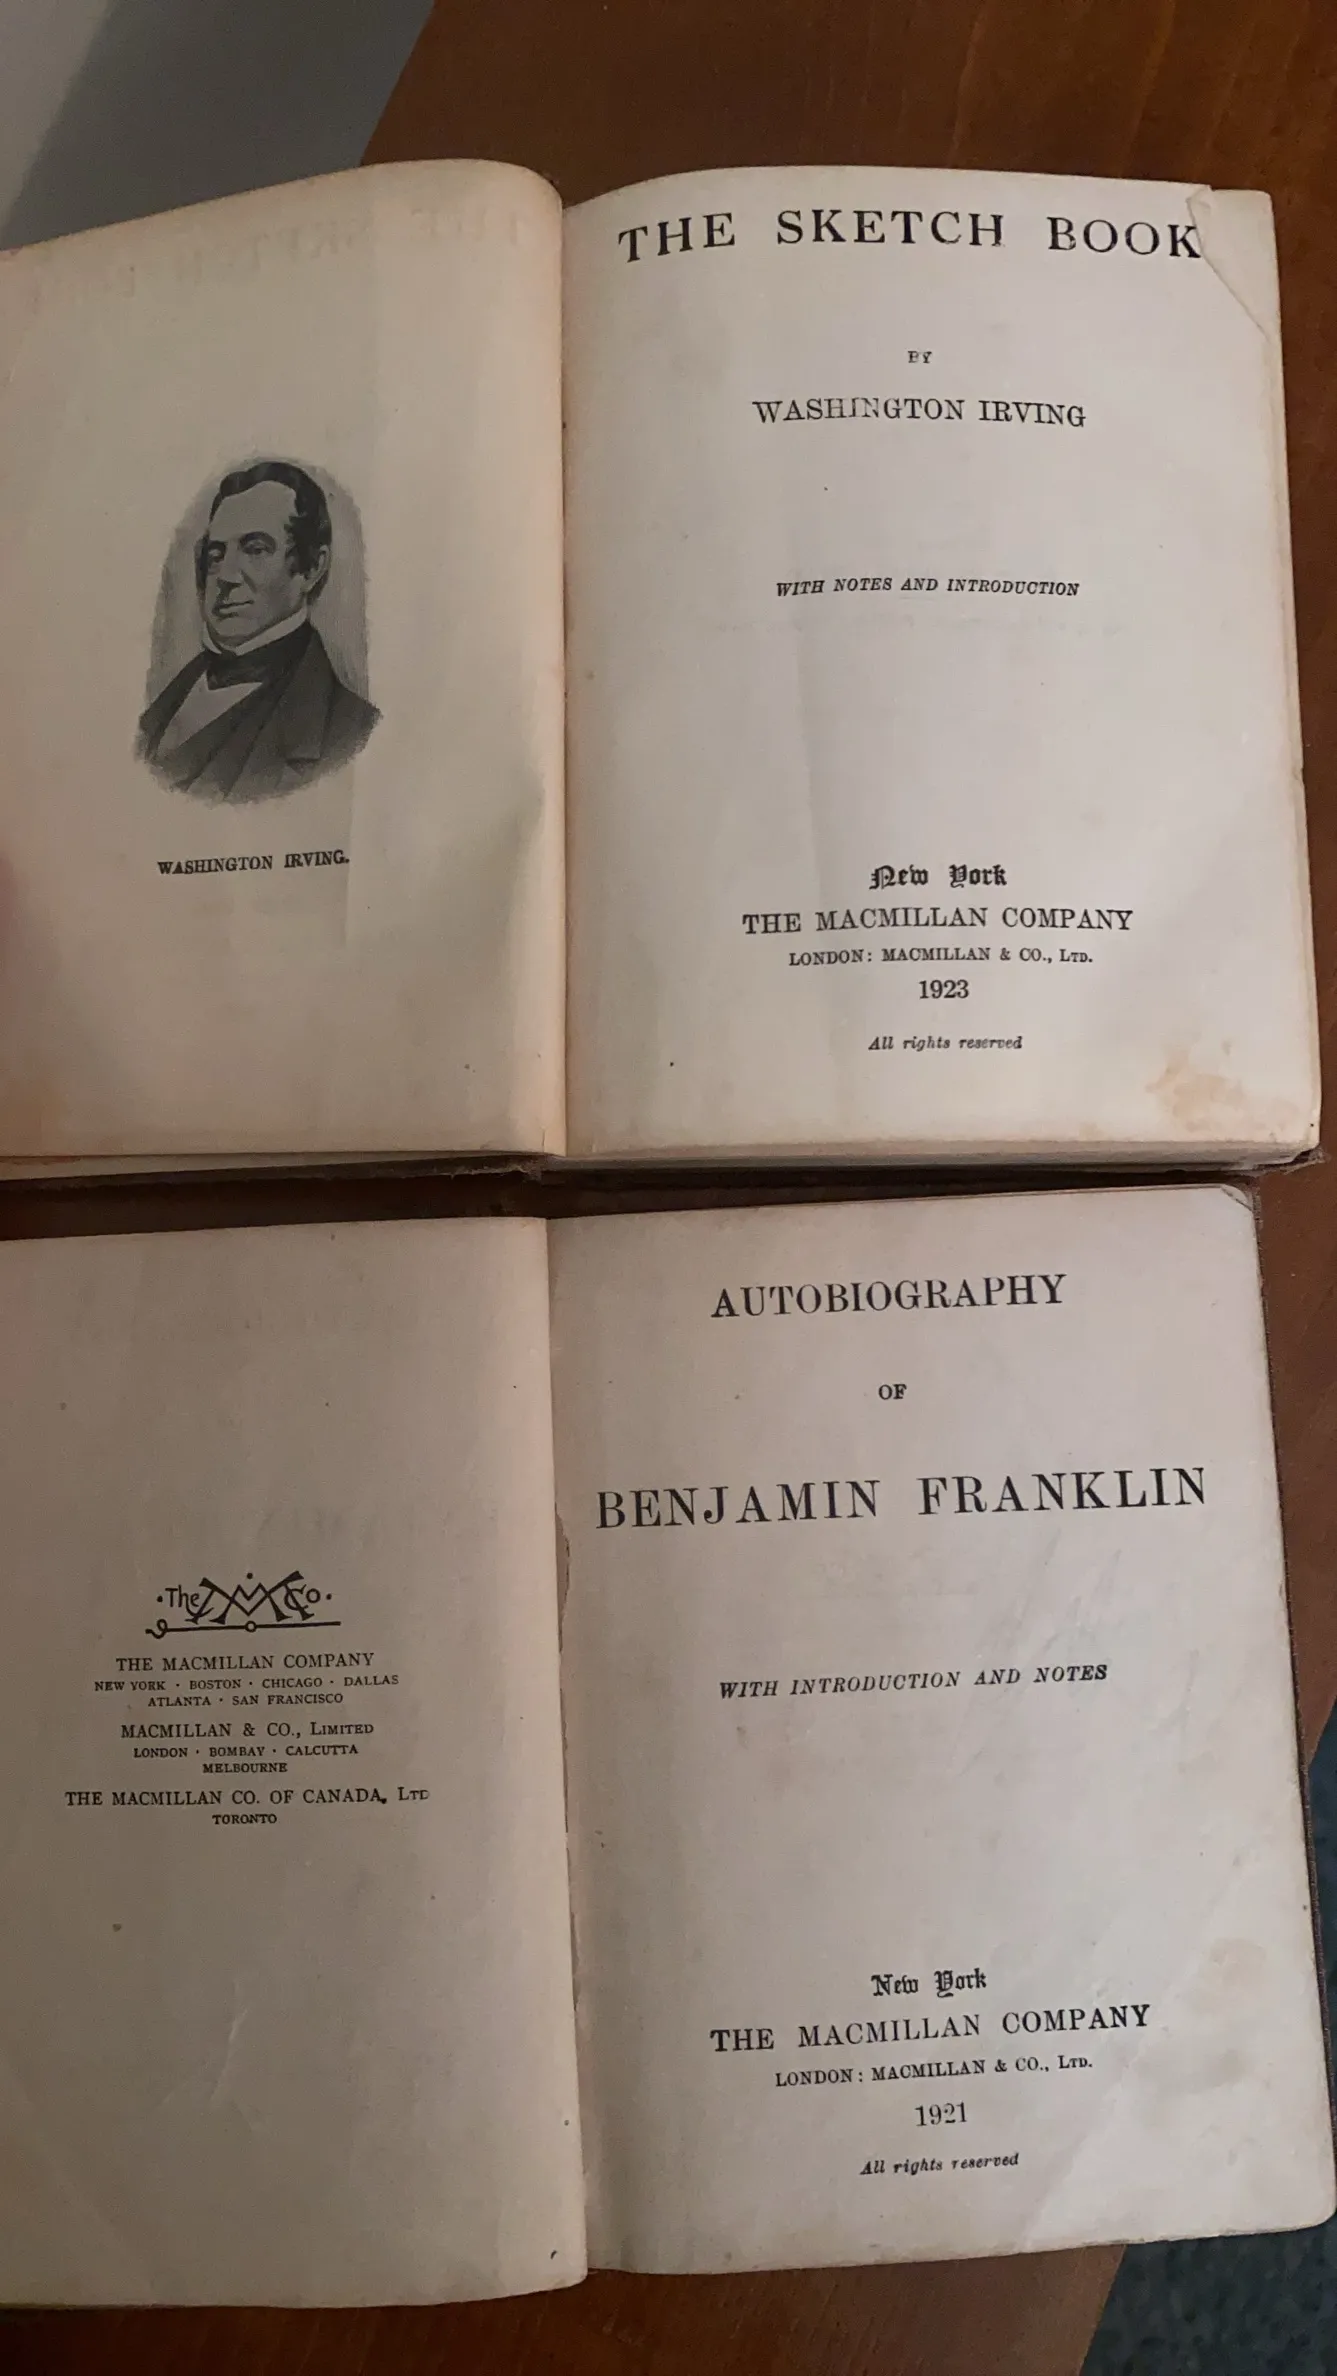 THE SKETCH BOOK
BY
WASHINGTON IRVING
WITH NOTES AND INTRODUCTION
WASHINGTON IRVING.
New York
THE MACMILLAN COMPANY
LONDON: MACMILLAN & CO., LTD.
1923
All rights reserved
AUTOBIOGRAPHY
OF
BENJAMIN FRANKLIN
WITH INTRODUCTION AND NOTES
The MM Co.
THE MACMILLAN COMPANY
NEW YORK · BOSTON · CHICAGO · DALLAS
ATLANTA · SAN FRANCISCO
MACMILLAN & CO., LIMITED
LONDON · BOMBAY · CALCUTTA
MELBOURNE
THE MACMILLAN CO. OF CANADA, LTD
TORONTO
New York
THE MACMILLAN COMPANY
LONDON: MACMILLAN & CO., LTD.
1921
All rights reserved